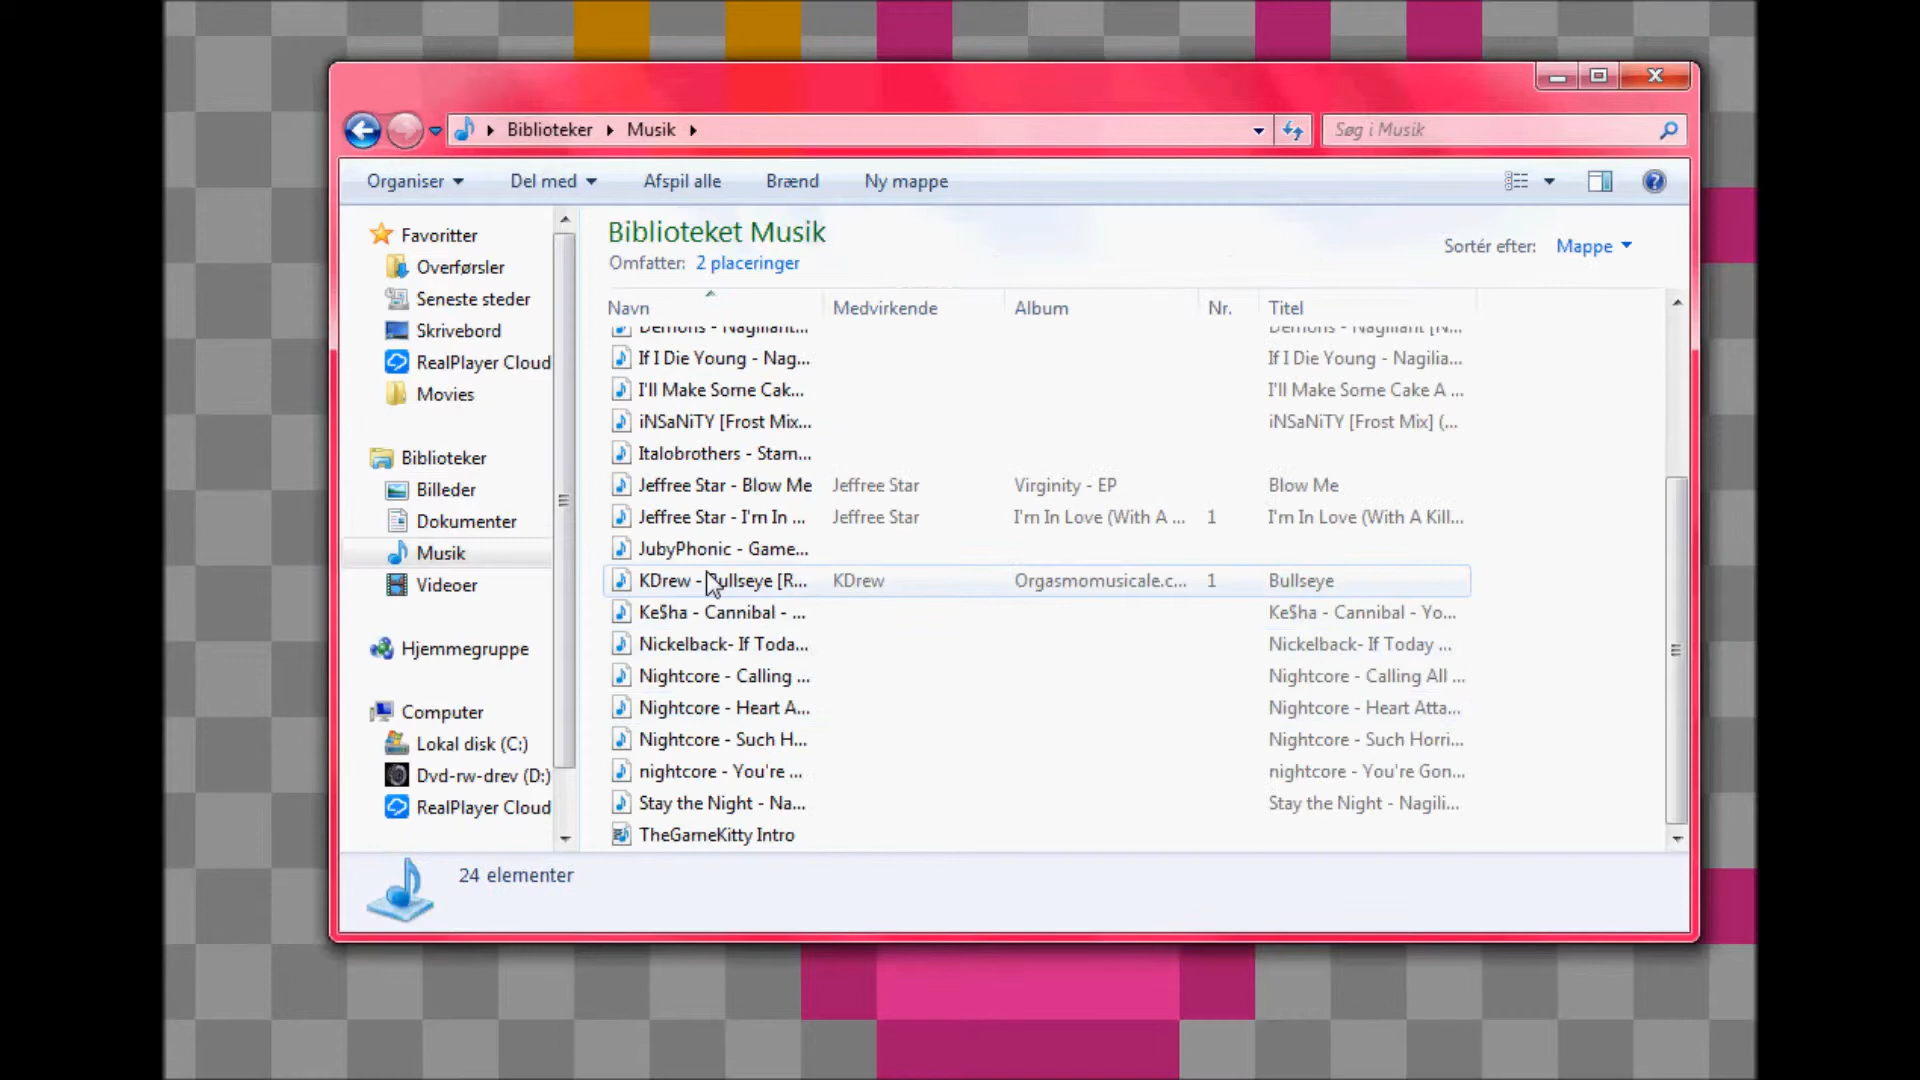 Biblioteker Musik Søg i Musik
Organiser Del med Afspil alle Brænd Ny mappe
Favoritter
Overførsler
Seneste steder
Skrivebord
RealPlayer Cloud
Movies
Biblioteker
Billeder
Dokumenter
Musik
Videoer
Hjemmegruppe
Computer
Lokal disk (C:)
Dvd-rw-drev (D:)
RealPlayer Cloud
Biblioteket Musik
Omfatter: 2 placeringer
Sortér efter: Mappe
Navn Medvirkende Album Nr. Titel
Demons - Nagiliant... Demons - Nagiliant [N...
If I Die Young - Nag... If I Die Young - Nagilia...
I'll Make Some Cak... I'll Make Some Cake A ...
iNSaNiTY [Frost Mix... iNSaNiTY [Frost Mix] (...
Italobrothers - Stam...
Jeffree Star - Blow Me Jeffree Star Virginity - EP Blow Me
Jeffree Star - I'm In ... Jeffree Star I'm In Love (With A ... 1 I'm In Love (With A Kill...
JubyPhonic - Game...
KDrew - Bullseye [R... KDrew Orgasmomusicale.c... 1 Bullseye
Ke$ha - Cannibal - ... Ke$ha - Cannibal - Yo...
Nickelback- If Toda... Nickelback- If Today ...
Nightcore - Calling ... Nightcore - Calling All ...
Nightcore - Heart A... Nightcore - Heart Atta...
Nightcore - Such H... Nightcore - Such Horri...
nightcore - You're ... nightcore - You're Gon...
Stay the Night - Na... Stay the Night - Nagili...
TheGameKitty Intro
24 elementer